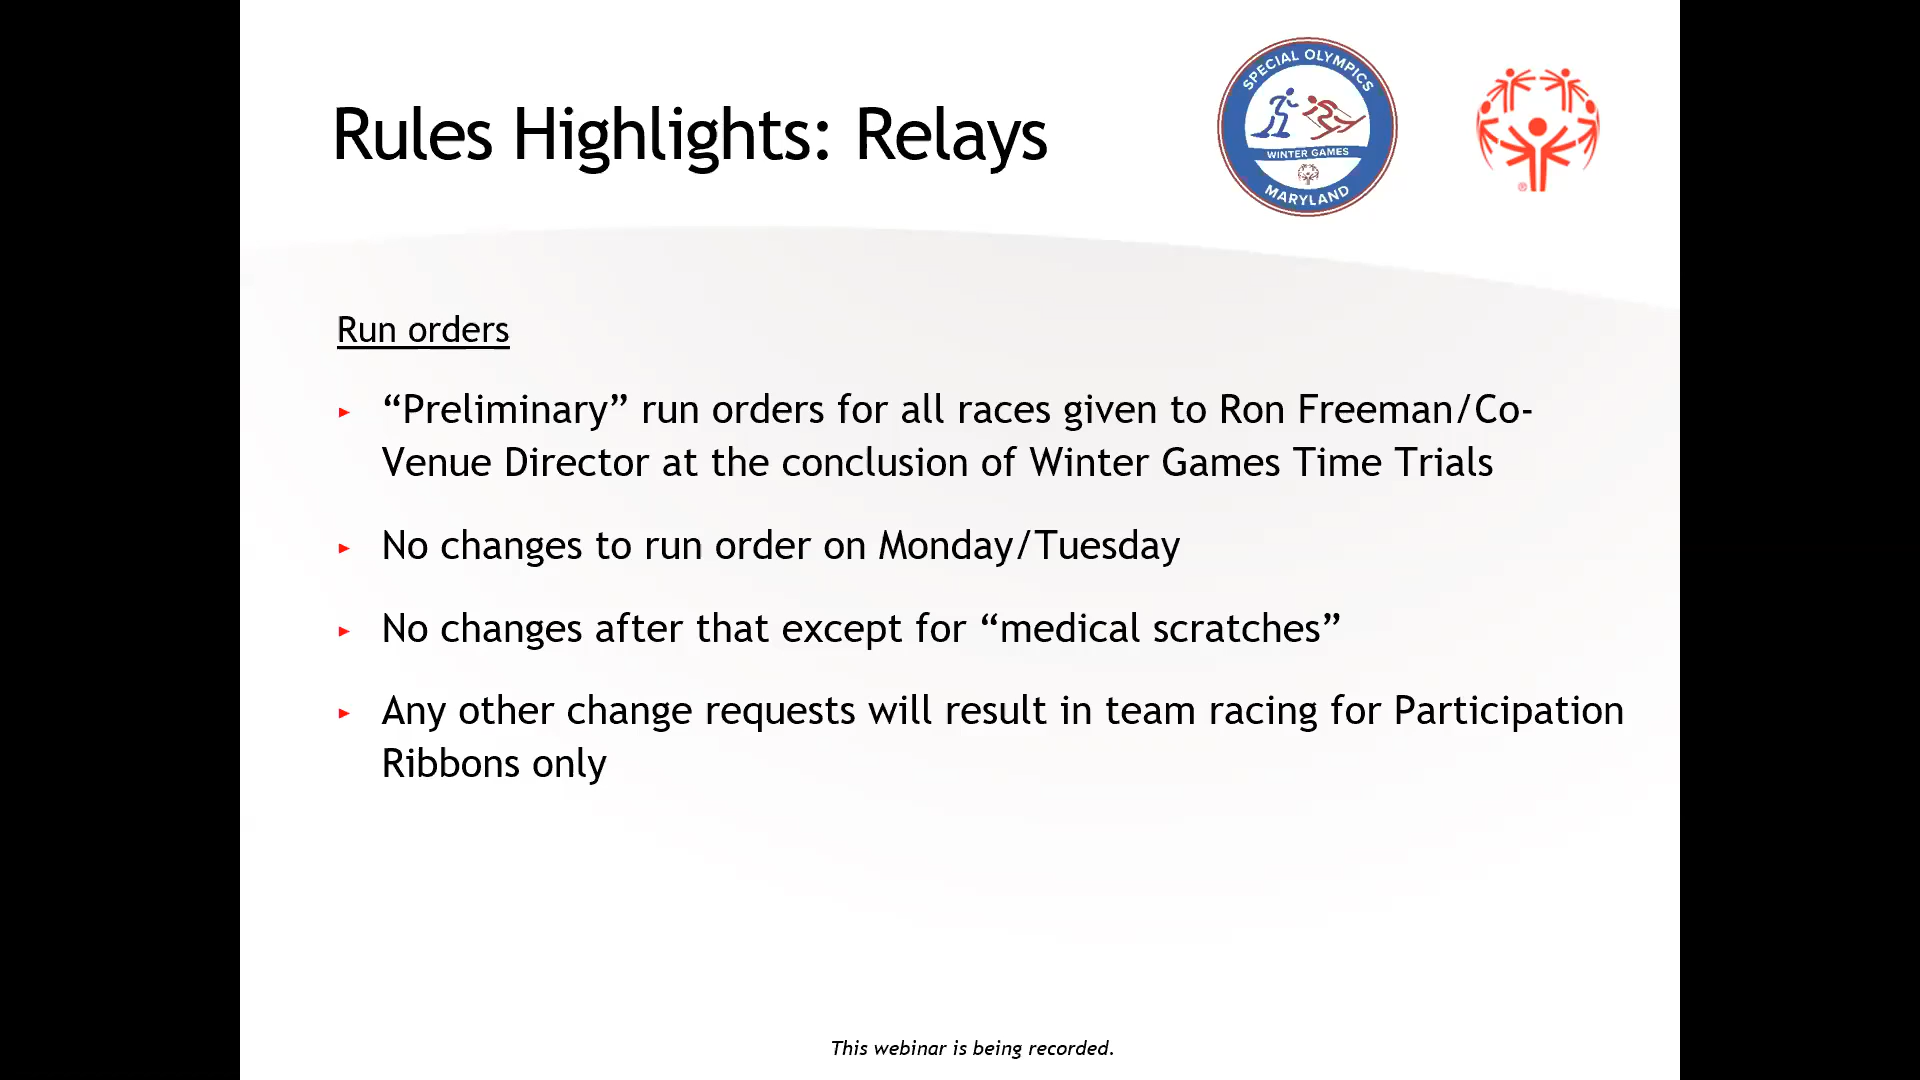 SPECIAL OLYMPICS
WINTER GAMES
MARYLAND
®
Rules Highlights: Relays
Run orders
► “Preliminary” run orders for all races given to Ron Freeman/Co-
Venue Director at the conclusion of Winter Games Time Trials
► No changes to run order on Monday/Tuesday
► No changes after that except for “medical scratches”
► Any other change requests will result in team racing for Participation
Ribbons only
This webinar is being recorded.